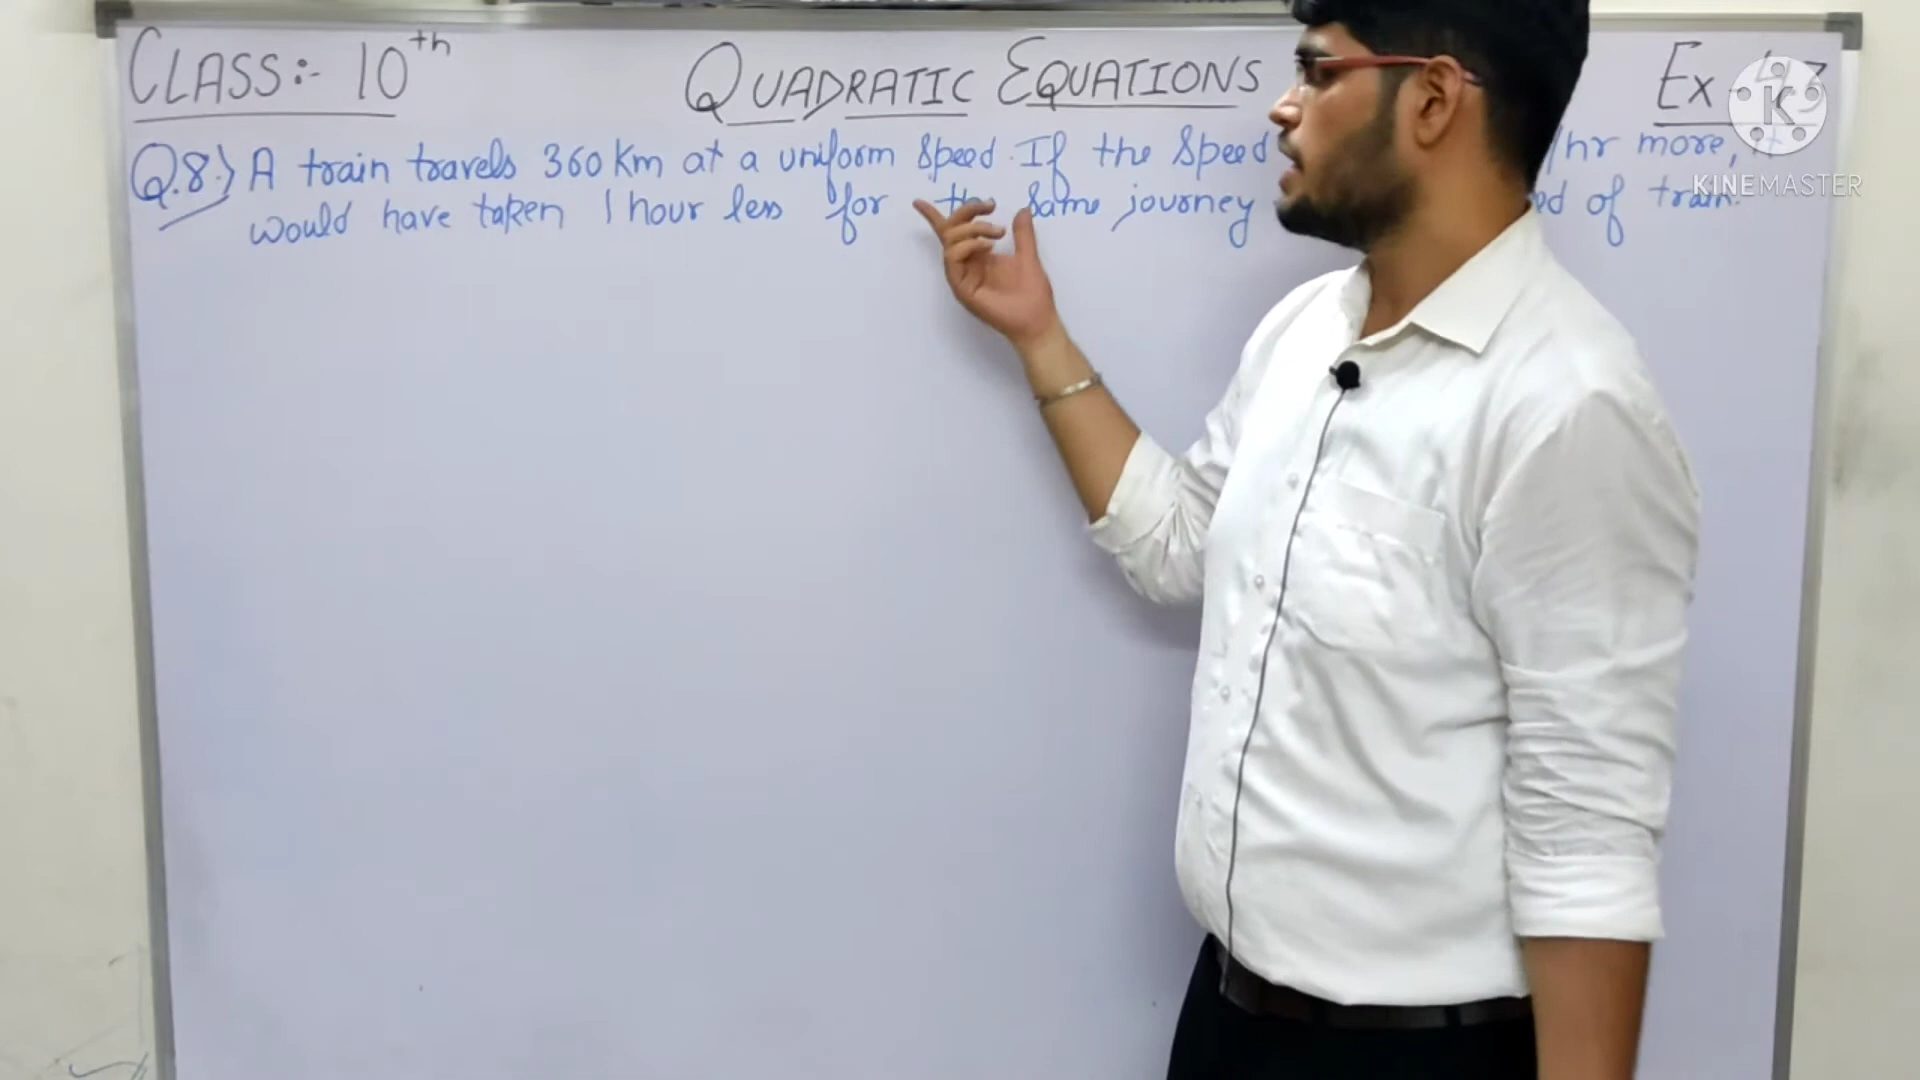 CLASS:- 10th
QUADRATIC EQUATIONS
Ex
Q.8.) A train travels 360 Km at a uniform speed. If the speed /hr more, it
would have taken 1 hour less for the same journey ed of train.
KINEMASTER